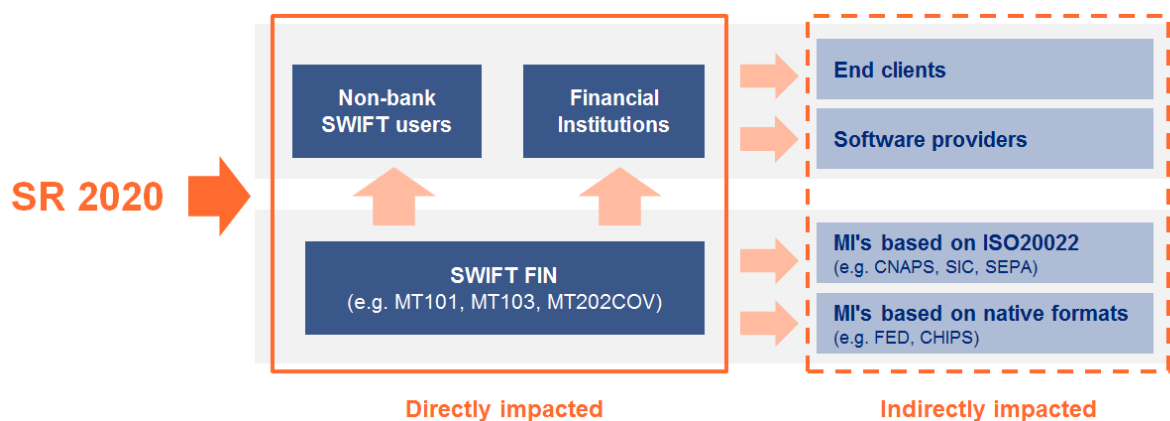 SR 2020
Non-bank
SWIFT users
Financial
Institutions
SWIFT FIN
(e.g. MT101, MT103, MT202COV)
End clients
Software providers
MI's based on ISO20022
(e.g. CNAPS, SIC, SEPA)
MI's based on native formats
(e.g. FED, CHIPS)
Directly impacted
Indirectly impacted